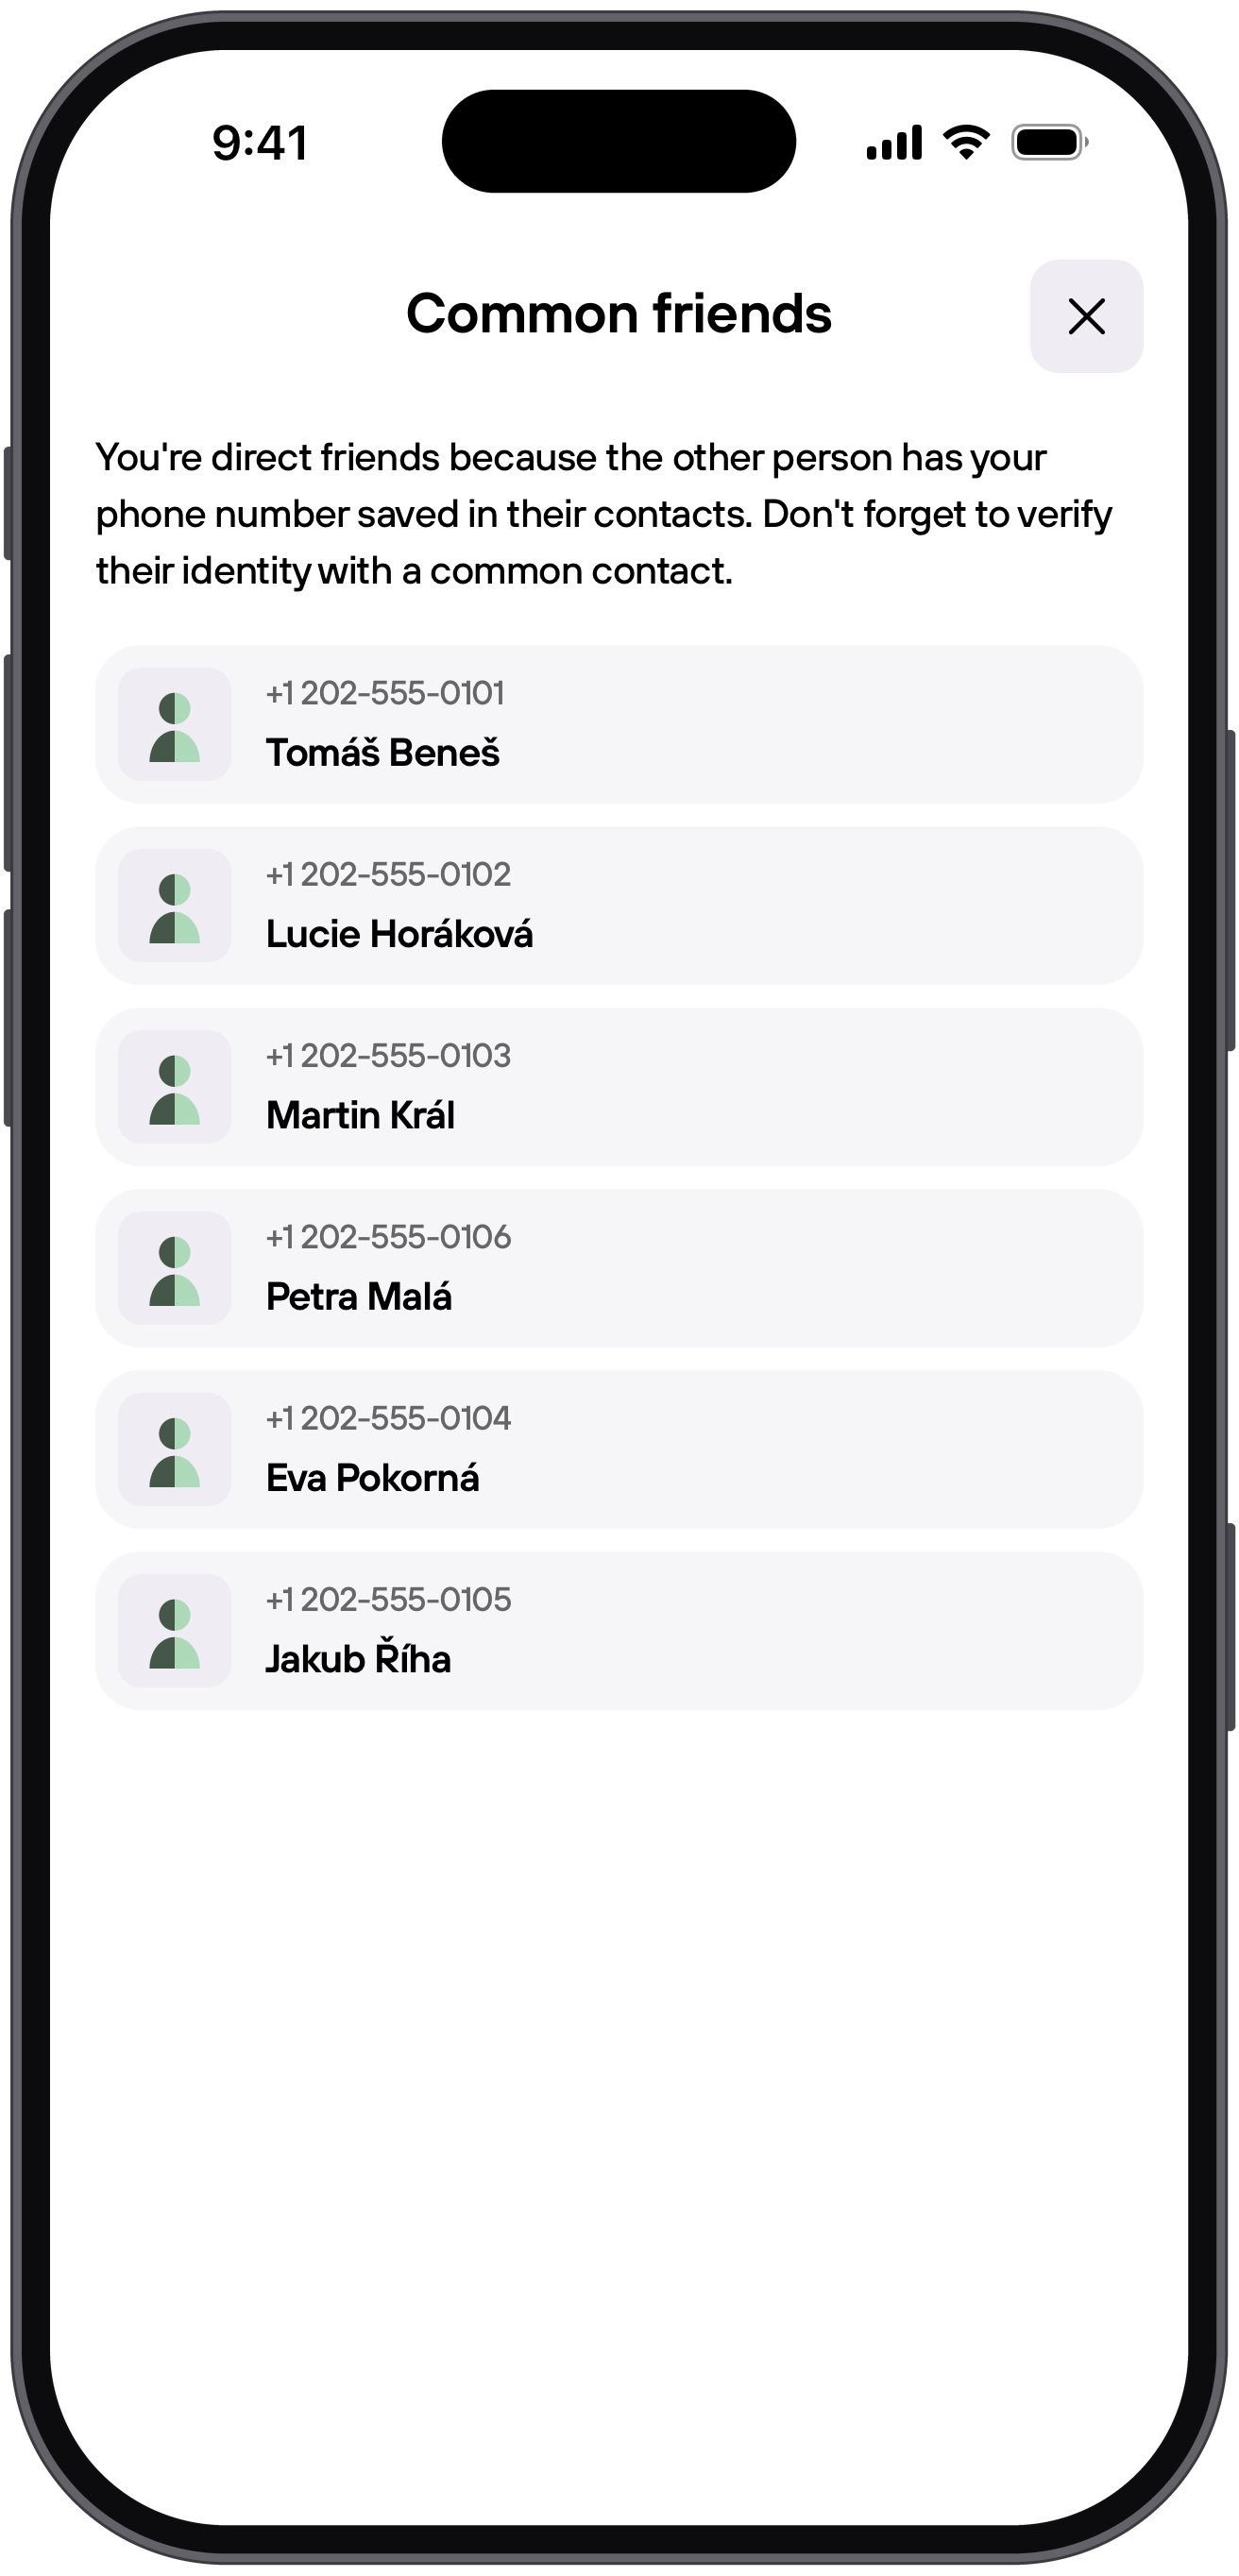 9:41
Common friends
You're direct friends because the other person has your
phone number saved in their contacts. Don't forget to verify
their identity with a common contact.
+1 202-555-0101
Tomáš Beneš
+1 202-555-0102
Lucie Horáková
+1 202-555-0103
Martin Král
+1 202-555-0106
Petra Malá
+1 202-555-0104
Eva Pokorná
+1 202-555-0105
Jakub Říha